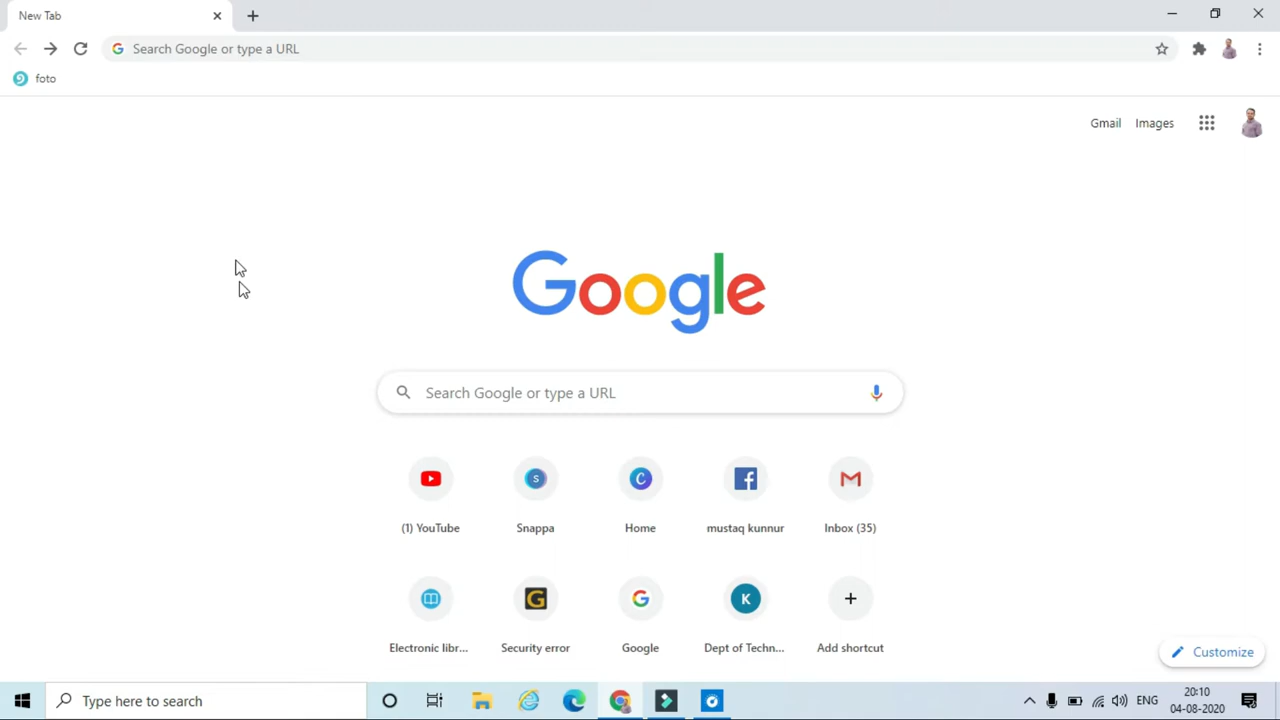 New Tab
Search Google or type a URL
foto
Gmail Images
Google
Search Google or type a URL
(1) YouTube
S
Snappa
C
Home
f
mustaq kunnur
M
Inbox (35)
Electronic libr...
G
Security error
G
Google
K
Dept of Techn...
Add shortcut
Customize
Type here to search
ENG
20:10
04-08-2020